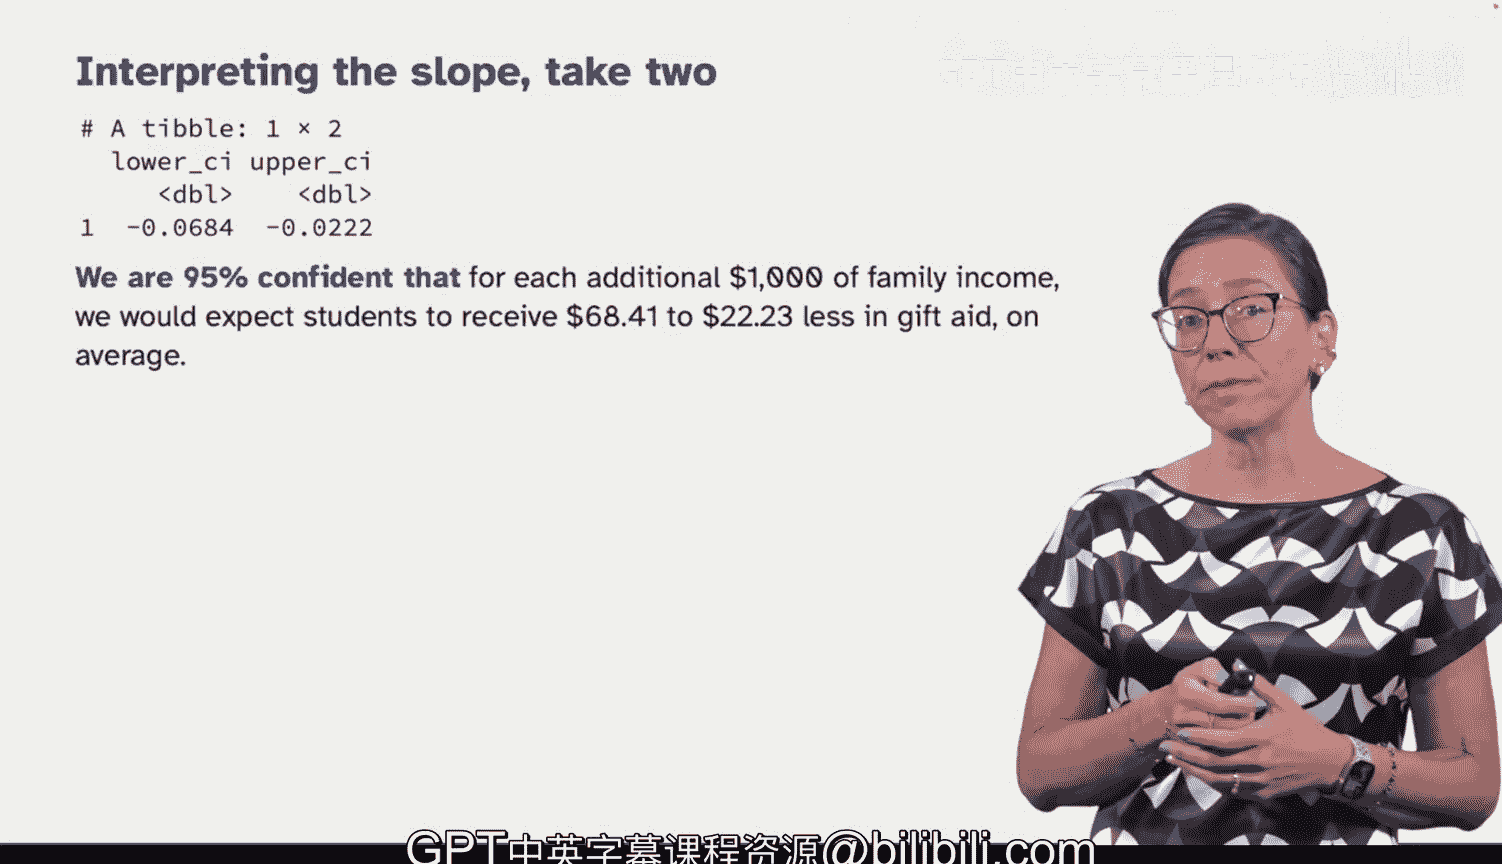 Interpreting the slope, take two
# A tibble: 1 × 2
lower_ci upper_ci
<dbl> <dbl>
1 -0.0684 -0.0222
We are 95% confident that for each additional $1,000 of family income,
we would expect students to receive $68.41 to $22.23 less in gift aid, on
average.
GPT中英字幕课程资源@bilibili.com